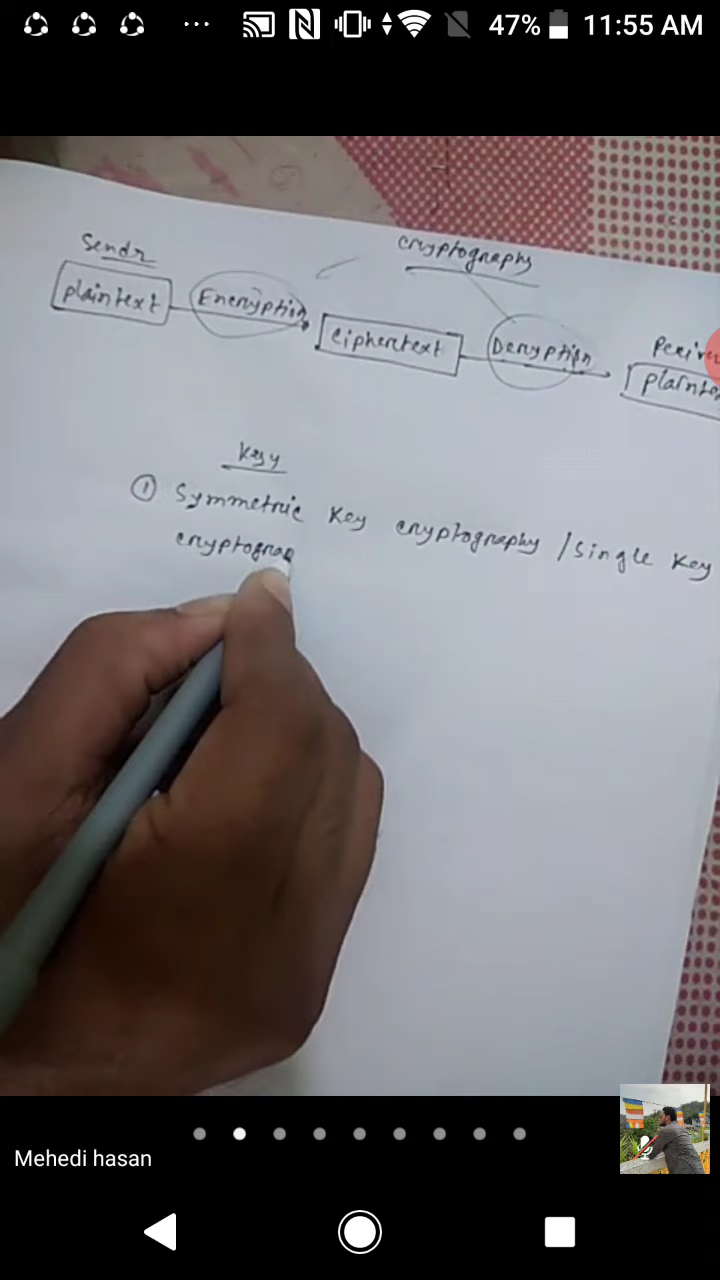 47% 11:55 AM
Cryptography
Sendr
plaintext Encryption Ciphertext Decryption
Key
① Symmetric Key cryptography / Single Key
cryptograp
Mehedi hasan